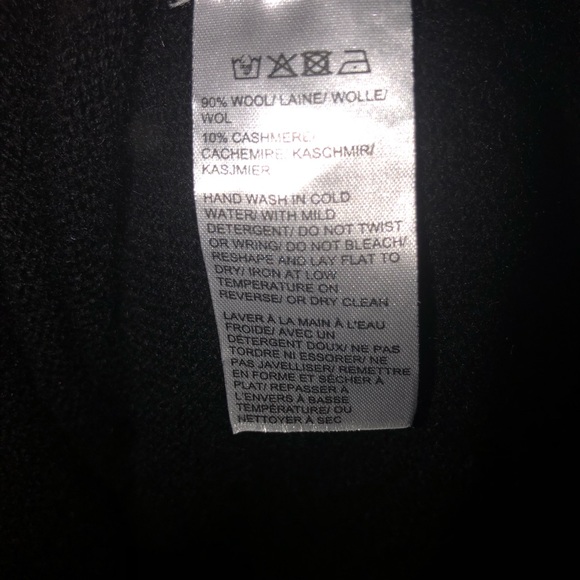 90% WOOL/ LAINE/ WOLLE/
WOL
10% CASHMERE/
CACHEMIRE/ KASCHMIR/
KASJMIER
HAND WASH IN COLD
WATER/ WITH MILD
DETERGENT/ DO NOT TWIST
OR WRING/ DO NOT BLEACH/
RESHAPE AND LAY FLAT TO
DRY/ IRON AT LOW
TEMPERATURE ON
REVERSE/ OR DRY CLEAN
LAVER À LA MAIN À L'EAU
FROIDE/ AVEC UN
DÉTERGENT DOUX/ NE PAS
TORDRE NI ESSORER/ NE
PAS JAVELLISER/ REMETTRE
EN FORME ET SÉCHER À
PLAT/ REPASSER À
L'ENVERS À BASSE
TEMPÉRATURE/ OU
NETTOYER À SEC